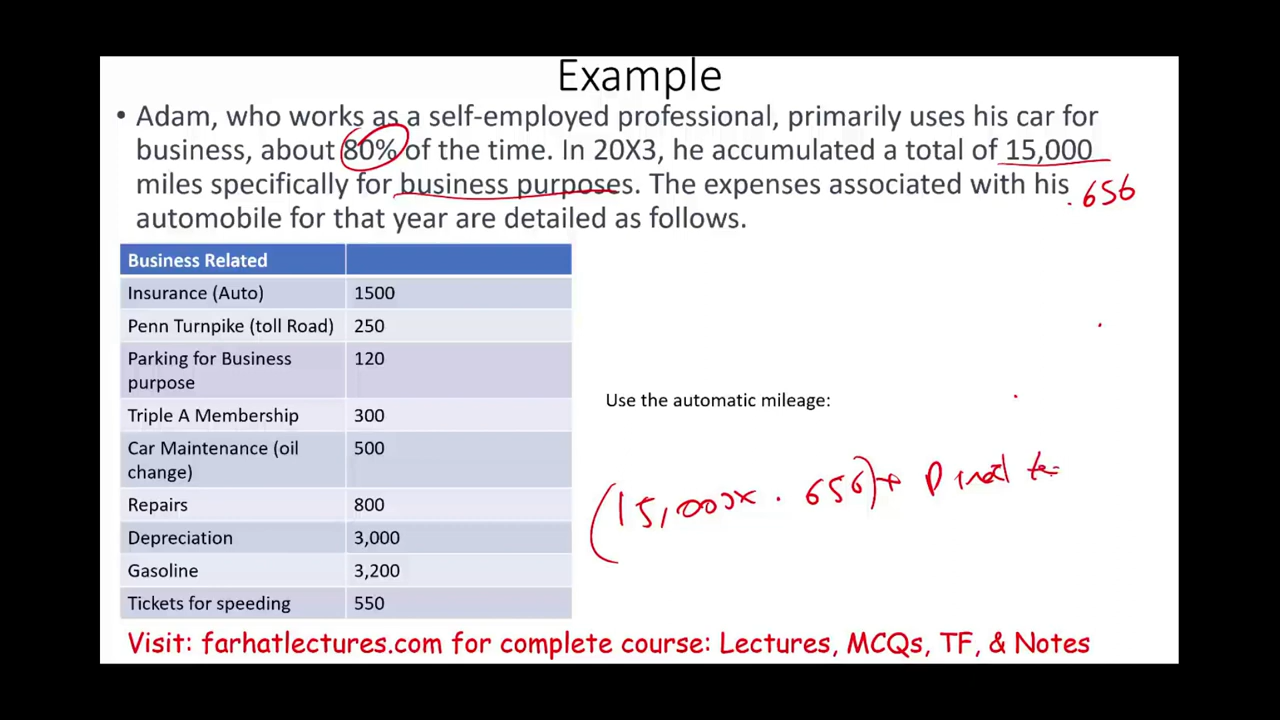 Example
• Adam, who works as a self-employed professional, primarily uses his car for
business, about 80% of the time. In 20X3, he accumulated a total of 15,000
miles specifically for business purposes. The expenses associated with his
.656
automobile for that year are detailed as follows.
Business Related
Insurance (Auto) 1500
Penn Turnpike (toll Road) 250
Parking for Business 120
purpose
Use the automatic mileage:
Triple A Membership 300
Car Maintenance (oil 500
change)
(15,000 x .656) +
Repairs 800
Depreciation 3,000
Gasoline 3,200
Tickets for speeding 550
Visit: farhatlectures.com for complete course: Lectures, MCQs, TF, & Notes